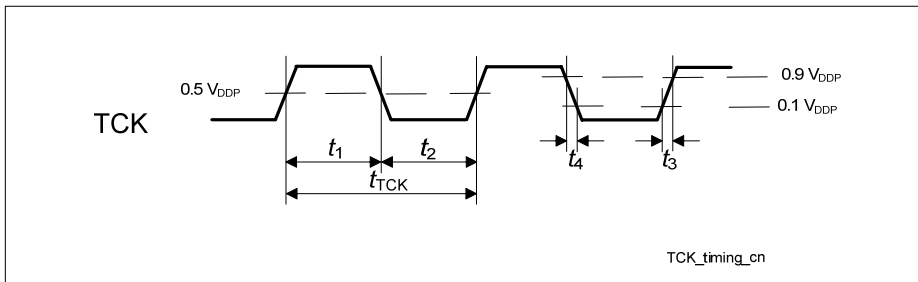 0.5 VDDP
0.9 VDDP
0.1 VDDP
TCK
t1
t2
t4
t3
tTCK
TCK_timing_cn